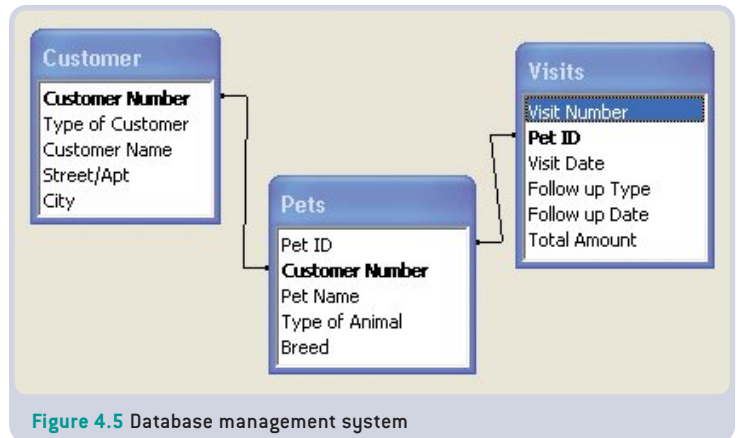 Customer
Customer Number
Type of Customer
Customer Name
Street/Apt
City
Pets
Pet ID
Customer Number
Pet Name
Type of Animal
Breed
Visits
Visit Number
Pet ID
Visit Date
Follow up Type
Follow up Date
Total Amount
Figure 4.5 Database management system